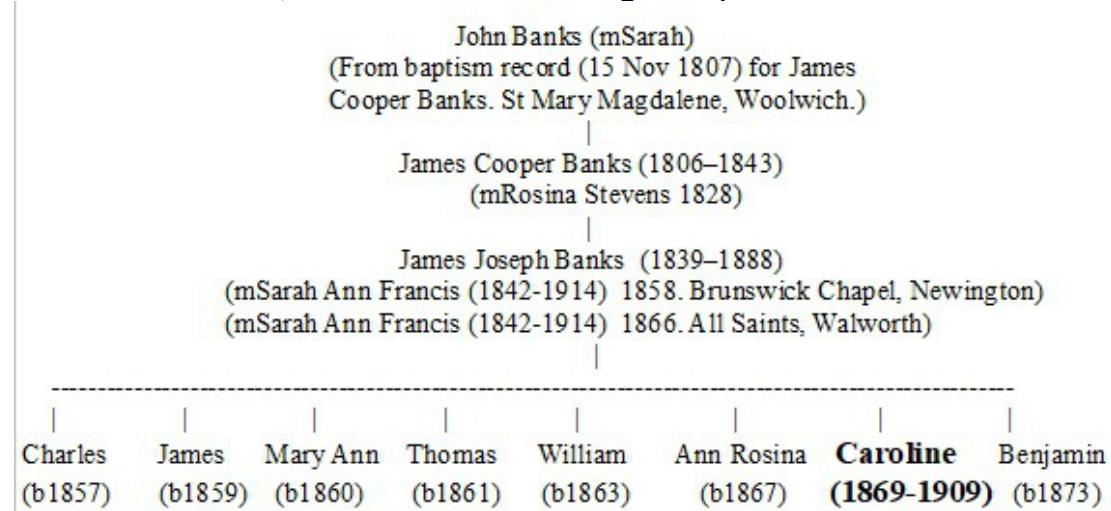 John Banks (mSarah)
(From baptism record (15 Nov 1807) for James
Cooper Banks. St Mary Magdalene, Woolwich.)
James Cooper Banks (1806–1843)
(mRosina Stevens 1828)
James Joseph Banks (1839–1888)
(mSarah Ann Francis (1842-1914) 1858. Brunswick Chapel, Newington)
(mSarah Ann Francis (1842-1914) 1866. All Saints, Walworth)
Charles James Mary Ann Thomas William Ann Rosina Caroline Benjamin
(b1857) (b1859) (b1860) (b1861) (b1863) (b1867) (1869-1909) (b1873)